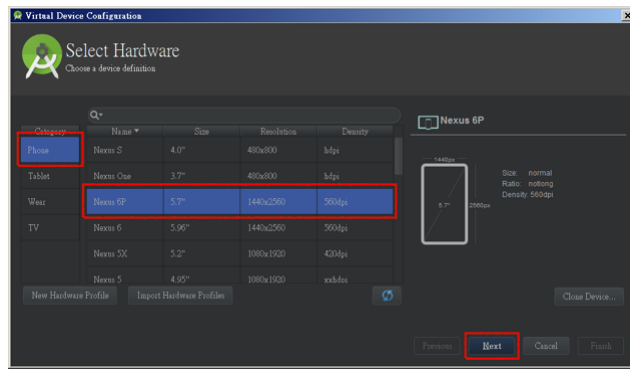 Virtual Device Configuration
Select Hardware
Choose a device definition
Category Name Size Resolution Density
Phone
Tablet
Wear
TV
Nexus S 4.0" 480x800 hdpi
Nexus One 3.7" 480x800 hdpi
Nexus 6P 5.7" 1440x2560 560dpi
Nexus 6 5.96" 1440x2560 560dpi
Nexus 5X 5.2" 1080x1920 420dpi
Nexus 5 4.95" 1080x1920 xxhdpi
New Hardware Profile Import Hardware Profiles
Nexus 6P
1440px
5.7" 2560px
Size: normal
Ratio: notlong
Density: 560dpi
Clone Device...
Previous Next Cancel Finish